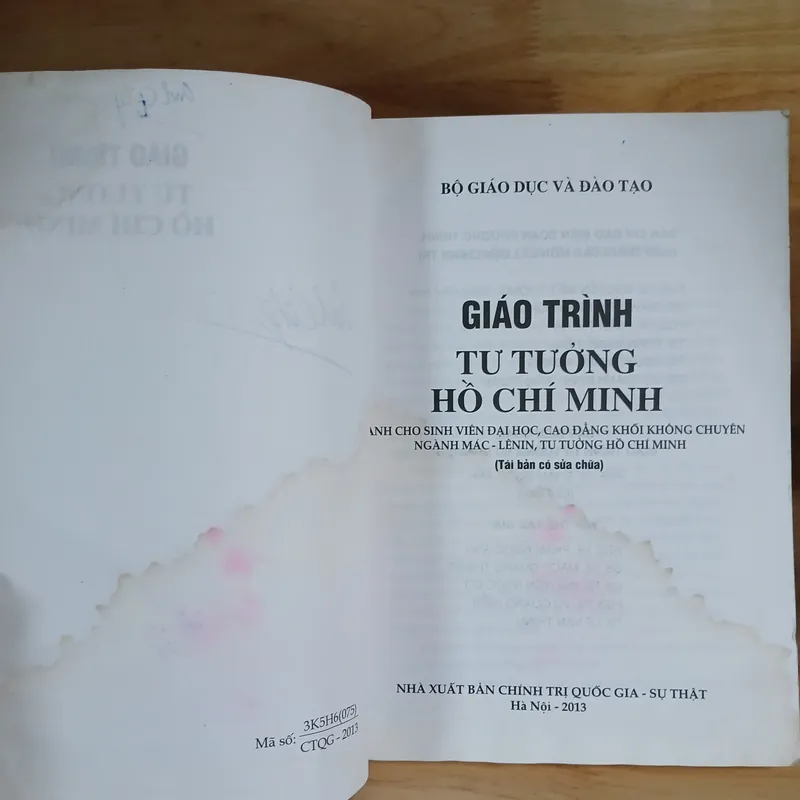 Mã số: 3K5H6(075)
CTQG - 2013
BỘ GIÁO DỤC VÀ ĐÀO TẠO
GIÁO TRÌNH
TƯ TƯỞNG
HỒ CHÍ MINH
ÀNH CHO SINH VIÊN ĐẠI HỌC, CAO ĐẲNG KHỐI KHÔNG CHUYÊN
NGÀNH MÁC - LÊNIN, TƯ TƯỞNG HỒ CHÍ MINH
(Tái bản có sửa chữa)
NHÀ XUẤT BẢN CHÍNH TRỊ QUỐC GIA - SỰ THẬT
Hà Nội - 2013